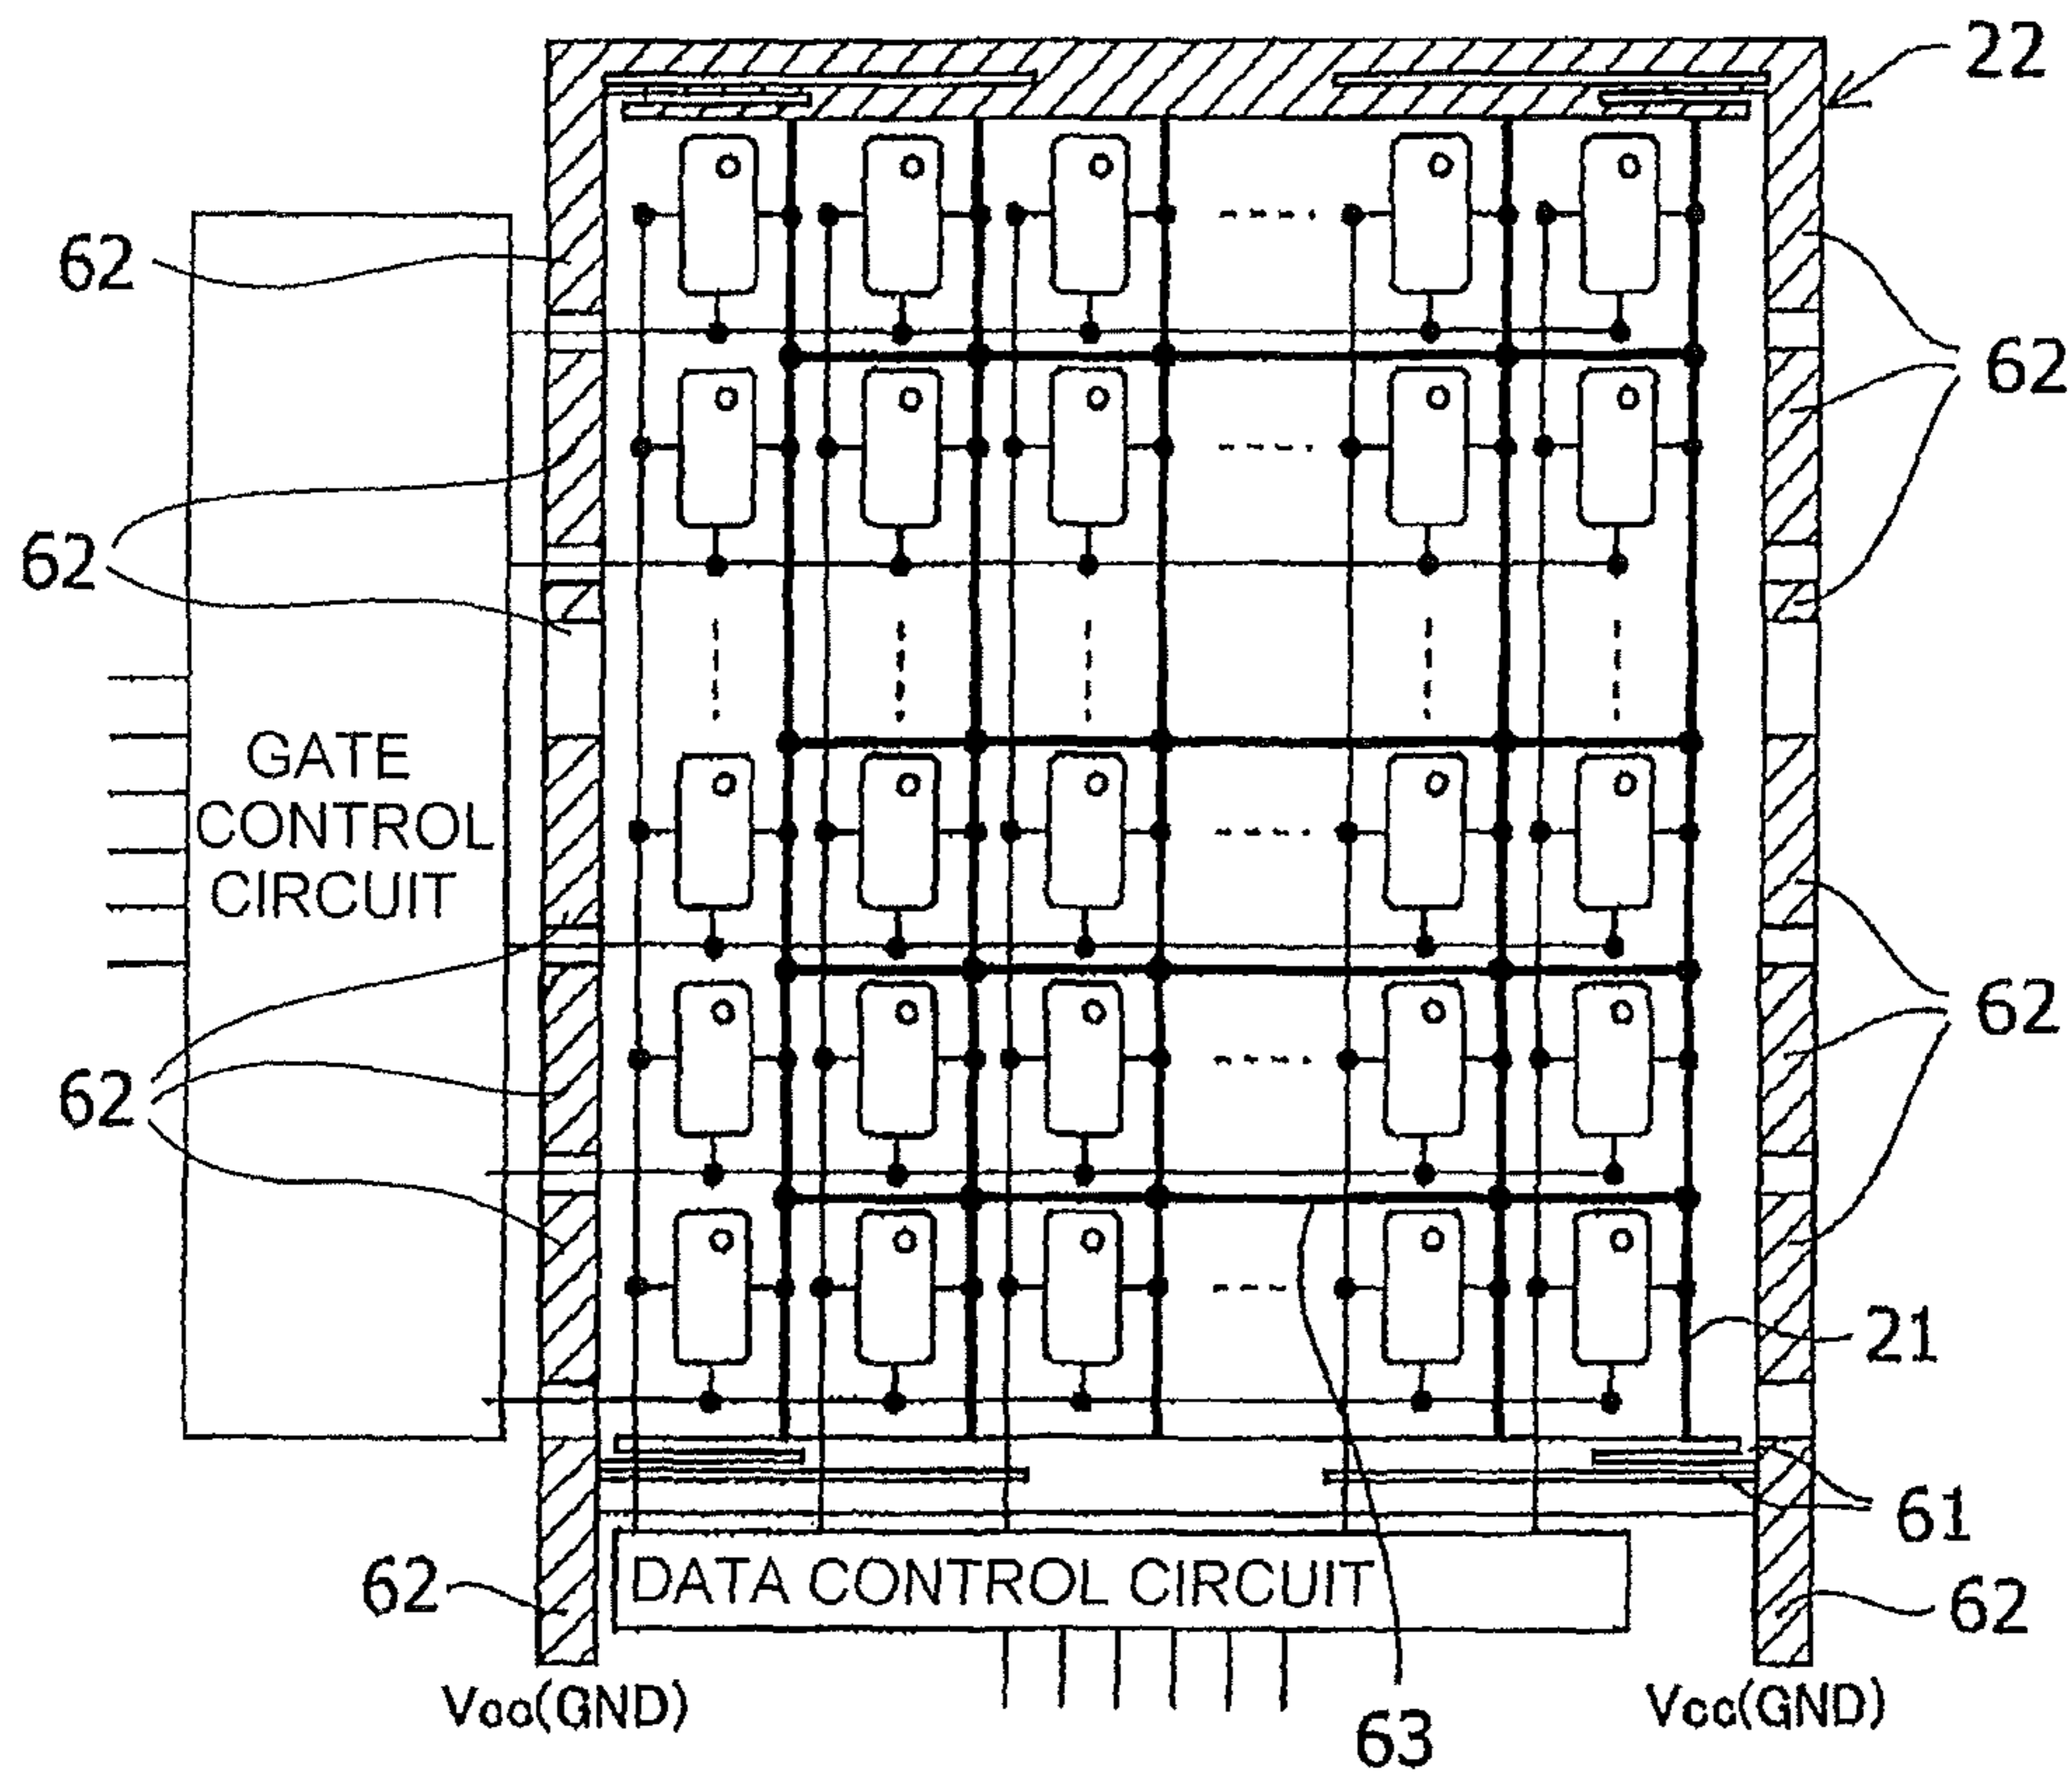 22
62
62
62
GATE
CONTROL
CIRCUIT
62
62
21
61
62
DATA CONTROL CIRCUIT
62
Vcc(GND)
Vcc(GND)
63